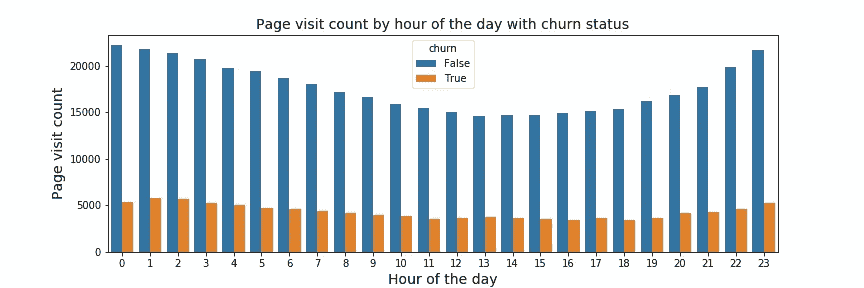 Page visit count by hour of the day with churn status
churn
False
True
Page visit count
20000
15000
10000
5000
0
0 1 2 3 4 5 6 7 8 9 10 11 12 13 14 15 16 17 18 19 20 21 22 23
Hour of the day